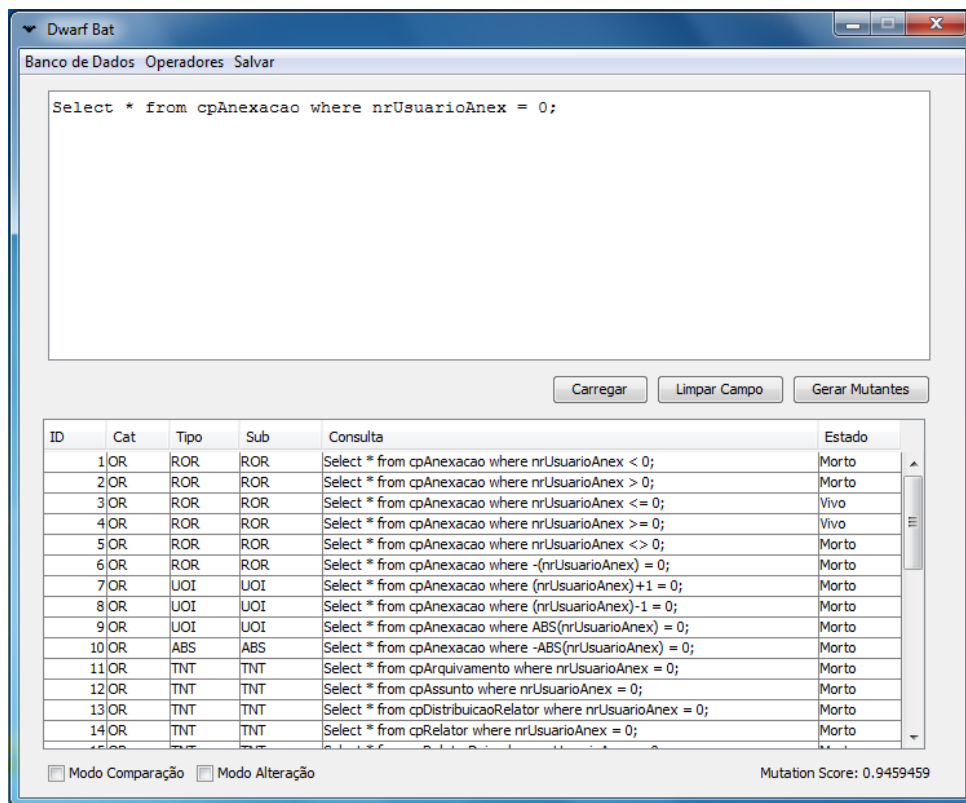 Dwarf Bat
Banco de Dados Operadores Salvar
Select * from cpAnexacao where nrUsuarioAnex = 0;
Carregar Limpar Campo Gerar Mutantes
ID Cat Tipo Sub Consulta Estado
1 OR ROR ROR Select * from cpAnexacao where nrUsuarioAnex < 0; Morto
2 OR ROR ROR Select * from cpAnexacao where nrUsuarioAnex > 0; Morto
3 OR ROR ROR Select * from cpAnexacao where nrUsuarioAnex <= 0; Vivo
4 OR ROR ROR Select * from cpAnexacao where nrUsuarioAnex >= 0; Vivo
5 OR ROR ROR Select * from cpAnexacao where nrUsuarioAnex <> 0; Morto
6 OR ROR ROR Select * from cpAnexacao where -(nrUsuarioAnex) = 0; Morto
7 OR UOI UOI Select * from cpAnexacao where (nrUsuarioAnex)+1 = 0; Morto
8 OR UOI UOI Select * from cpAnexacao where (nrUsuarioAnex)-1 = 0; Morto
9 OR UOI UOI Select * from cpAnexacao where ABS(nrUsuarioAnex) = 0; Morto
10 OR ABS ABS Select * from cpAnexacao where -ABS(nrUsuarioAnex) = 0; Morto
11 OR TNT TNT Select * from cpArquivamento where nrUsuarioAnex = 0; Morto
12 OR TNT TNT Select * from cpAssunto where nrUsuarioAnex = 0; Morto
13 OR TNT TNT Select * from cpDistribuicaoRelator where nrUsuarioAnex = 0; Morto
14 OR TNT TNT Select * from cpRelator where nrUsuarioAnex = 0; Morto
Modo Comparação Modo Alteração Mutation Score: 0.9459459